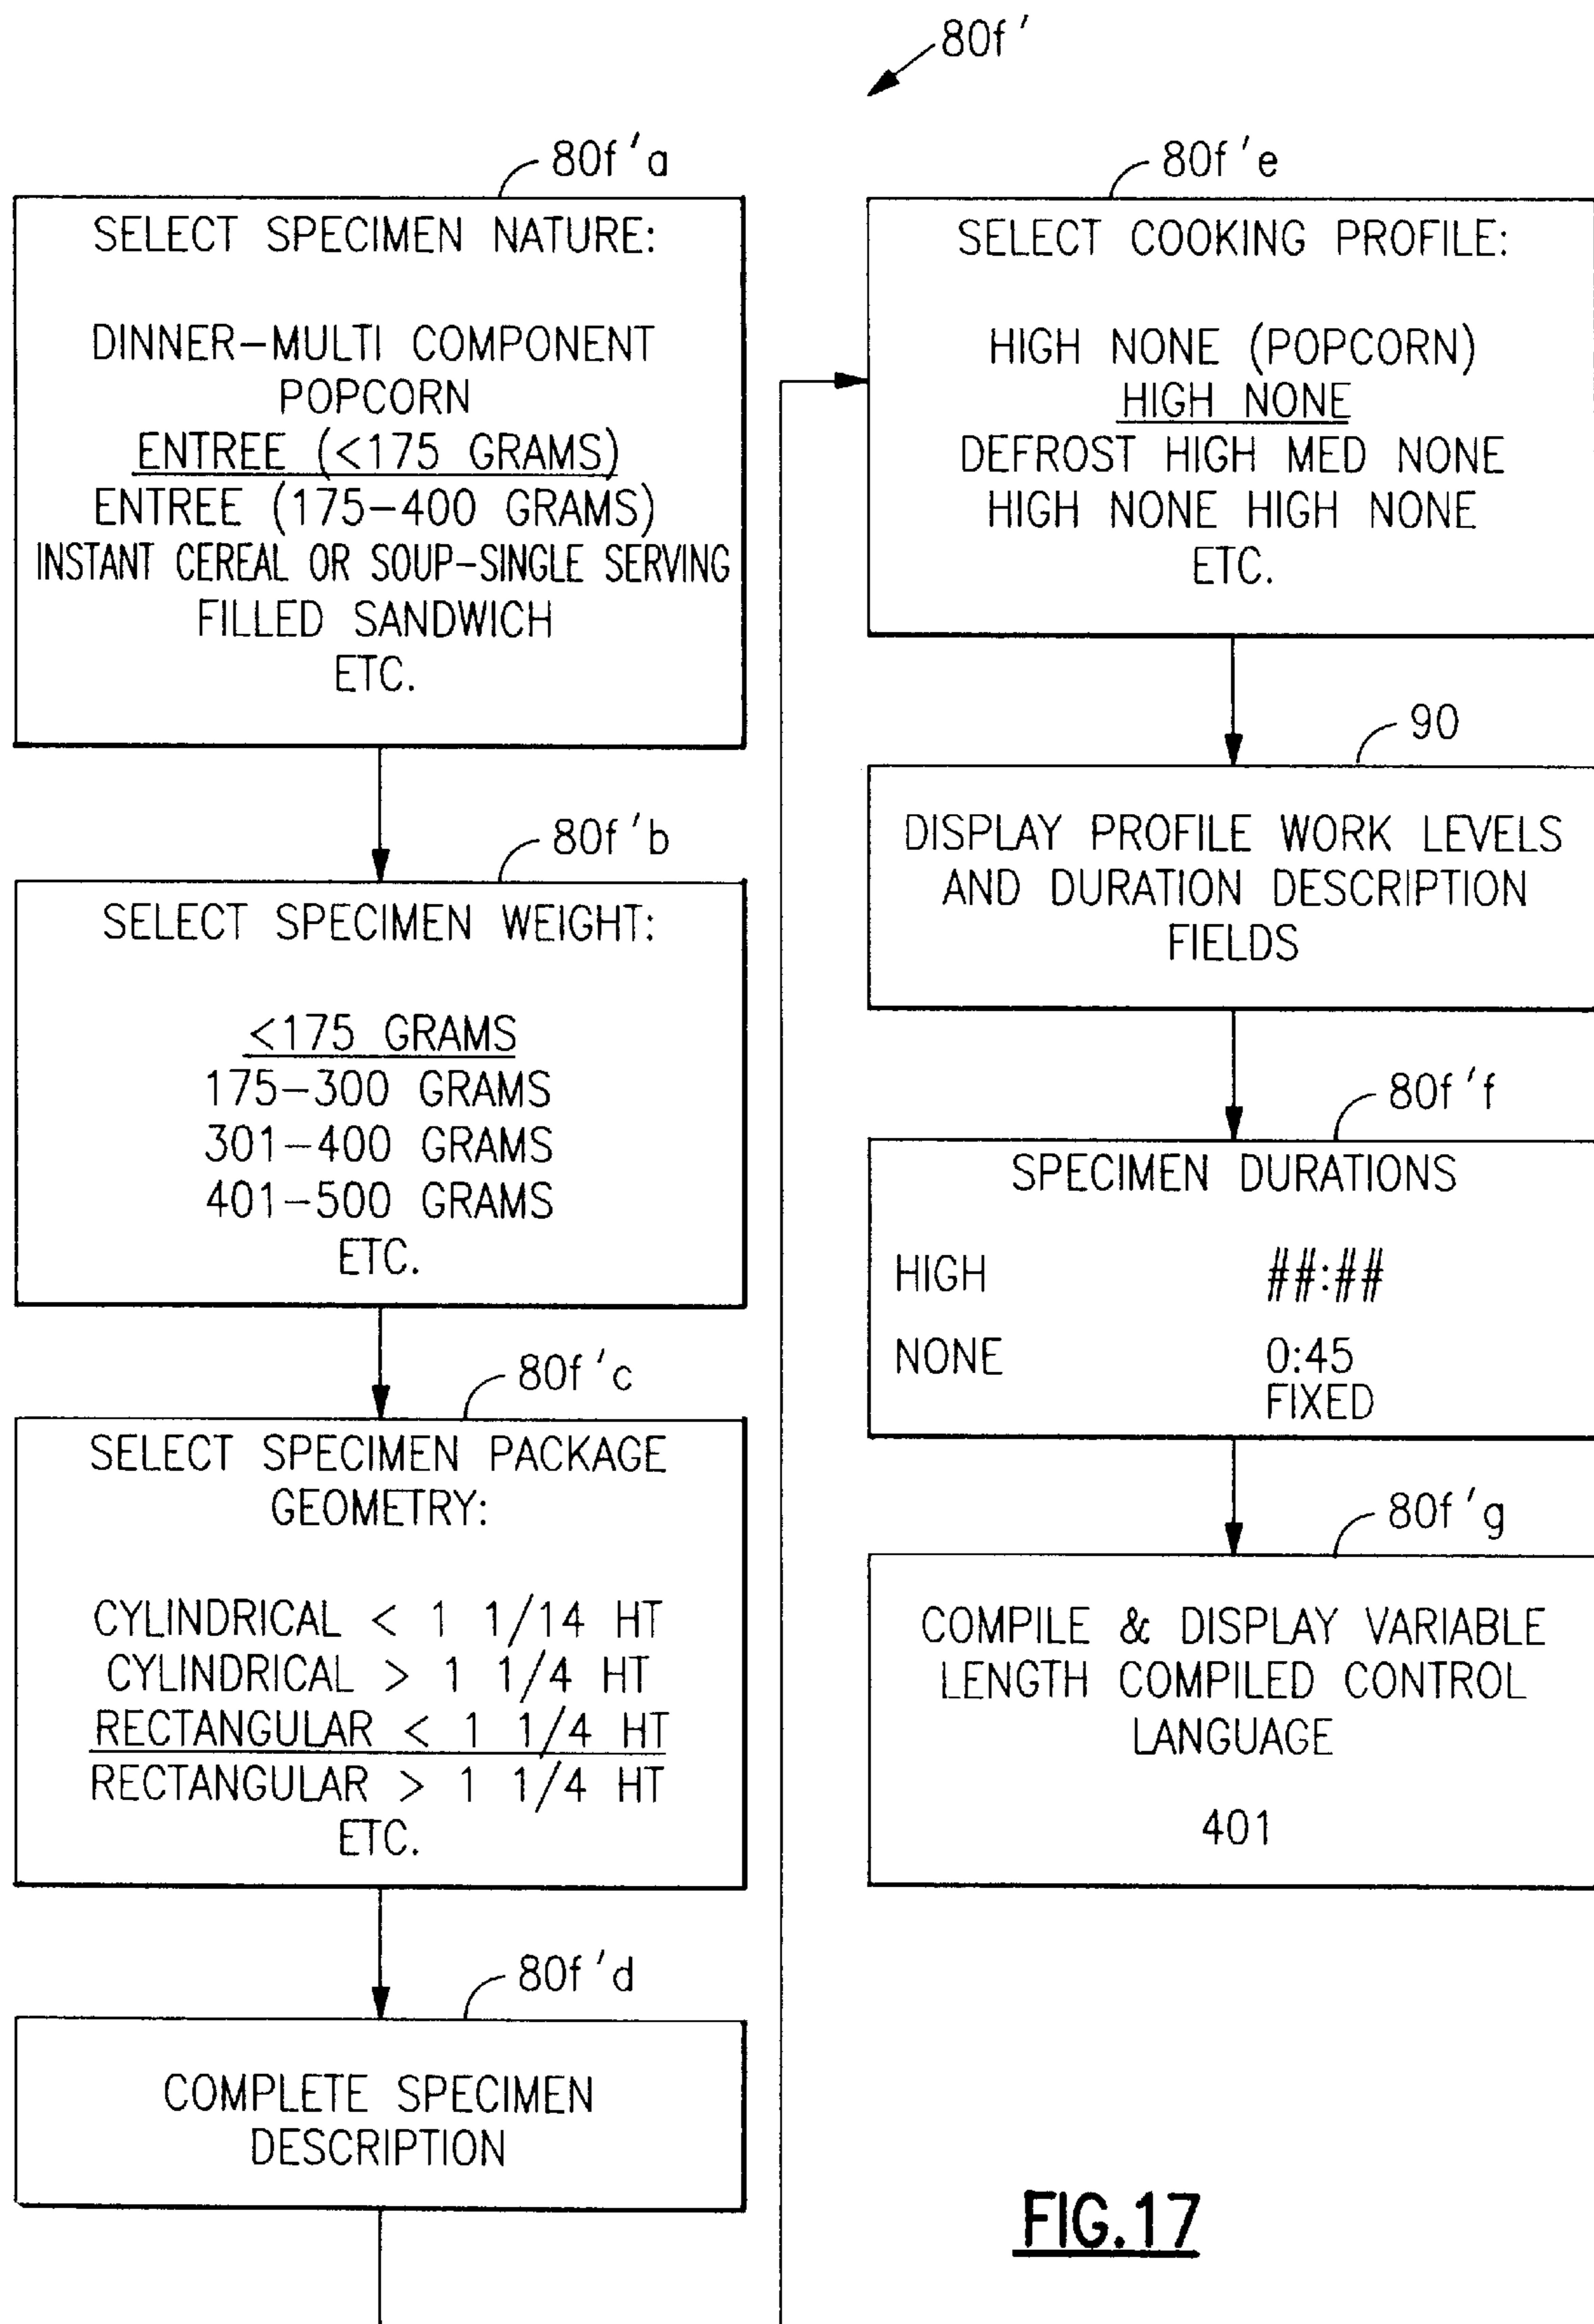 80f'
80f'a
SELECT SPECIMEN NATURE:
DINNER-MULTI COMPONENT
POPCORN
ENTREE (<175 GRAMS)
ENTREE (175-400 GRAMS)
INSTANT CEREAL OR SOUP-SINGLE SERVING
FILLED SANDWICH
ETC.
80f'b
SELECT SPECIMEN WEIGHT:
<175 GRAMS
175-300 GRAMS
301-400 GRAMS
401-500 GRAMS
ETC.
80f'c
SELECT SPECIMEN PACKAGE
GEOMETRY:
CYLINDRICAL < 1 1/14 HT
CYLINDRICAL > 1 1/4 HT
RECTANGULAR < 1 1/4 HT
RECTANGULAR > 1 1/4 HT
ETC.
80f'd
COMPLETE SPECIMEN
DESCRIPTION
80f'e
SELECT COOKING PROFILE:
HIGH NONE (POPCORN)
HIGH NONE
DEFROST HIGH MED NONE
HIGH NONE HIGH NONE
ETC.
90
DISPLAY PROFILE WORK LEVELS
AND DURATION DESCRIPTION
FIELDS
80f'f
SPECIMEN DURATIONS
HIGH ##:##
NONE 0:45
FIXED
80f'g
COMPILE & DISPLAY VARIABLE
LENGTH COMPILED CONTROL
LANGUAGE
401
FIG.17